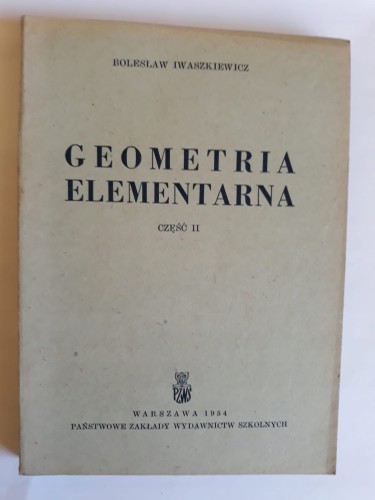 BOLESŁAW IWASZKIEWICZ
GEOMETRIA
ELEMENTARNA
CZĘŚĆ II
PZWS
WARSZAWA 1954
PAŃSTWOWE ZAKŁADY WYDAWNICTW SZKOLNYCH